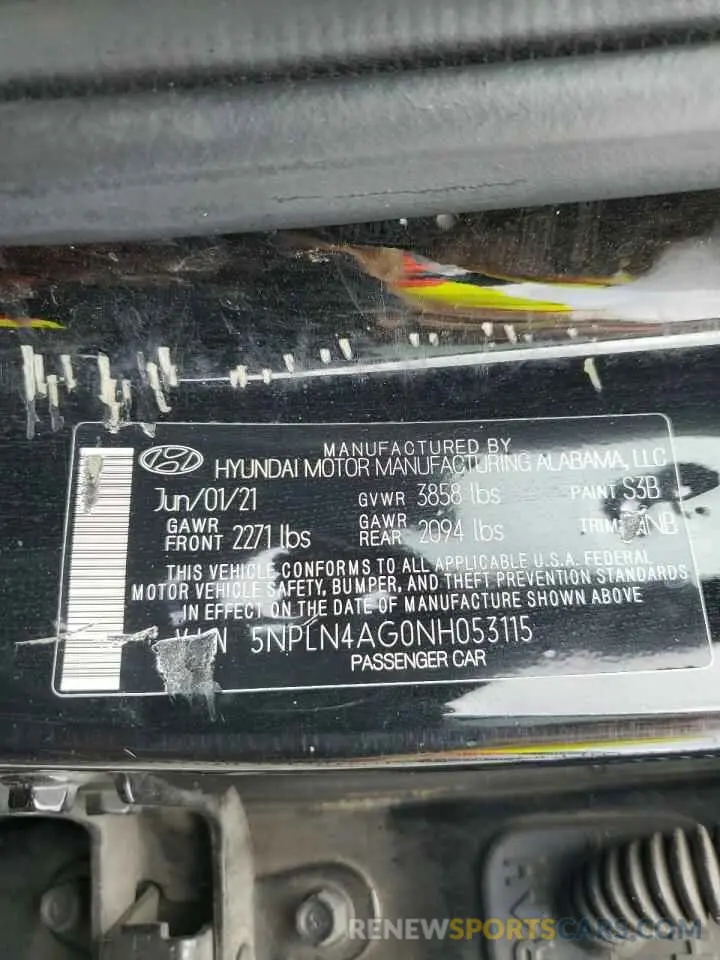 MANUFACTURED BY
HYUNDAI MOTOR MANUFACTURING ALABAMA, LLC
Jun/01/21 GVWR 3858 lbs PAINT S3B
GAWR FRONT 2271 lbs GAWR REAR 2094 lbs TRIM NB
THIS VEHICLE CONFORMS TO ALL APPLICABLE U.S.A. FEDERAL
MOTOR VEHICLE SAFETY, BUMPER, AND THEFT PREVENTION STANDARDS
IN EFFECT ON THE DATE OF MANUFACTURE SHOWN ABOVE
5NPLN4AG0NH053115
PASSENGER CAR
RENEWSPORTSCARS.COM